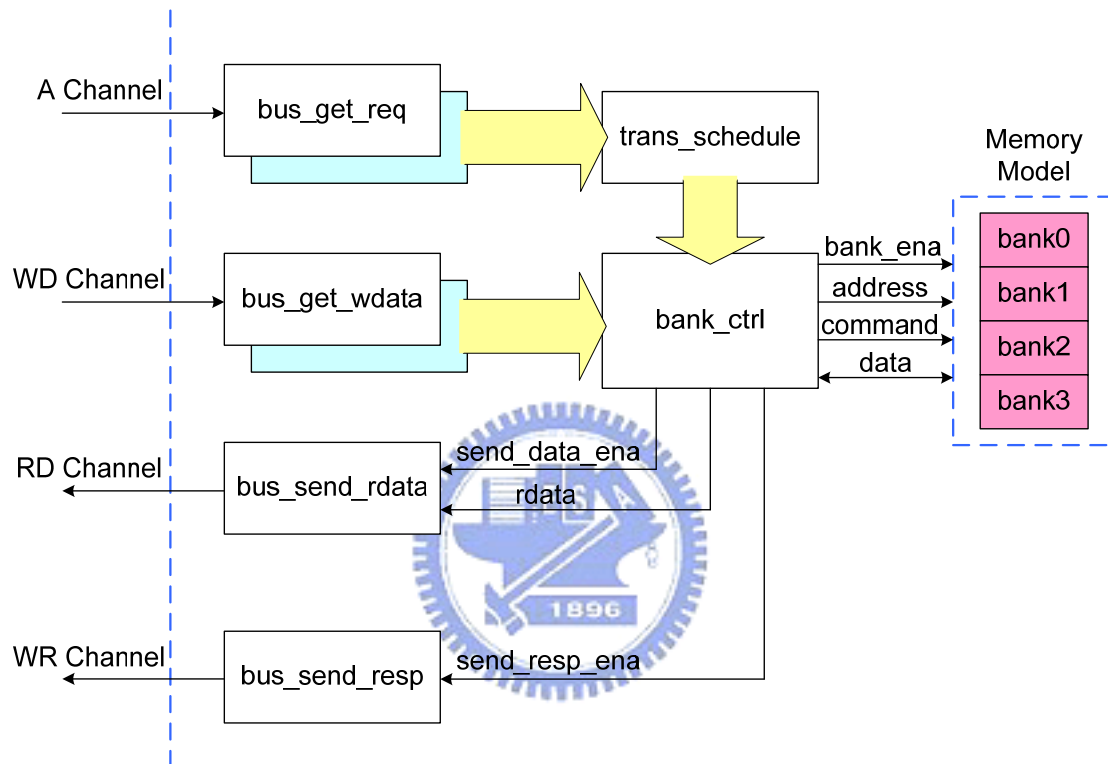 A Channel
bus_get_req
trans_schedule
Memory
Model
WD Channel
bus_get_wdata
bank_ctrl
bank_ena
address
command
data
bank0
bank1
bank2
bank3
RD Channel
bus_send_rdata
send_data_ena
rdata
E S A
1896
WR Channel
bus_send_resp
send_resp_ena